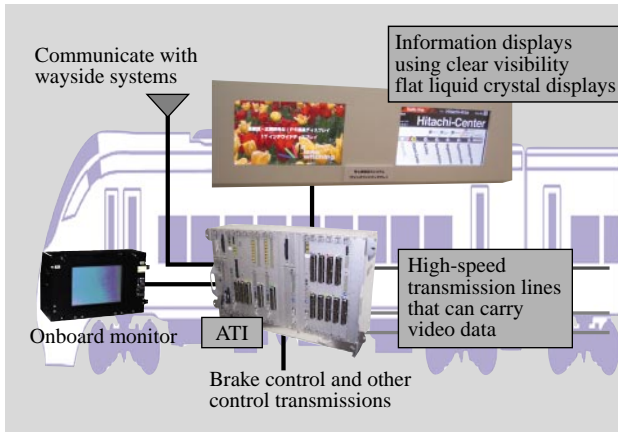 Communicate with
wayside systems
Information displays
using clear visibility
flat liquid crystal displays
Hitachi-Center
High-speed
transmission lines
that can carry
video data
Onboard monitor
ATI
Brake control and other
control transmissions